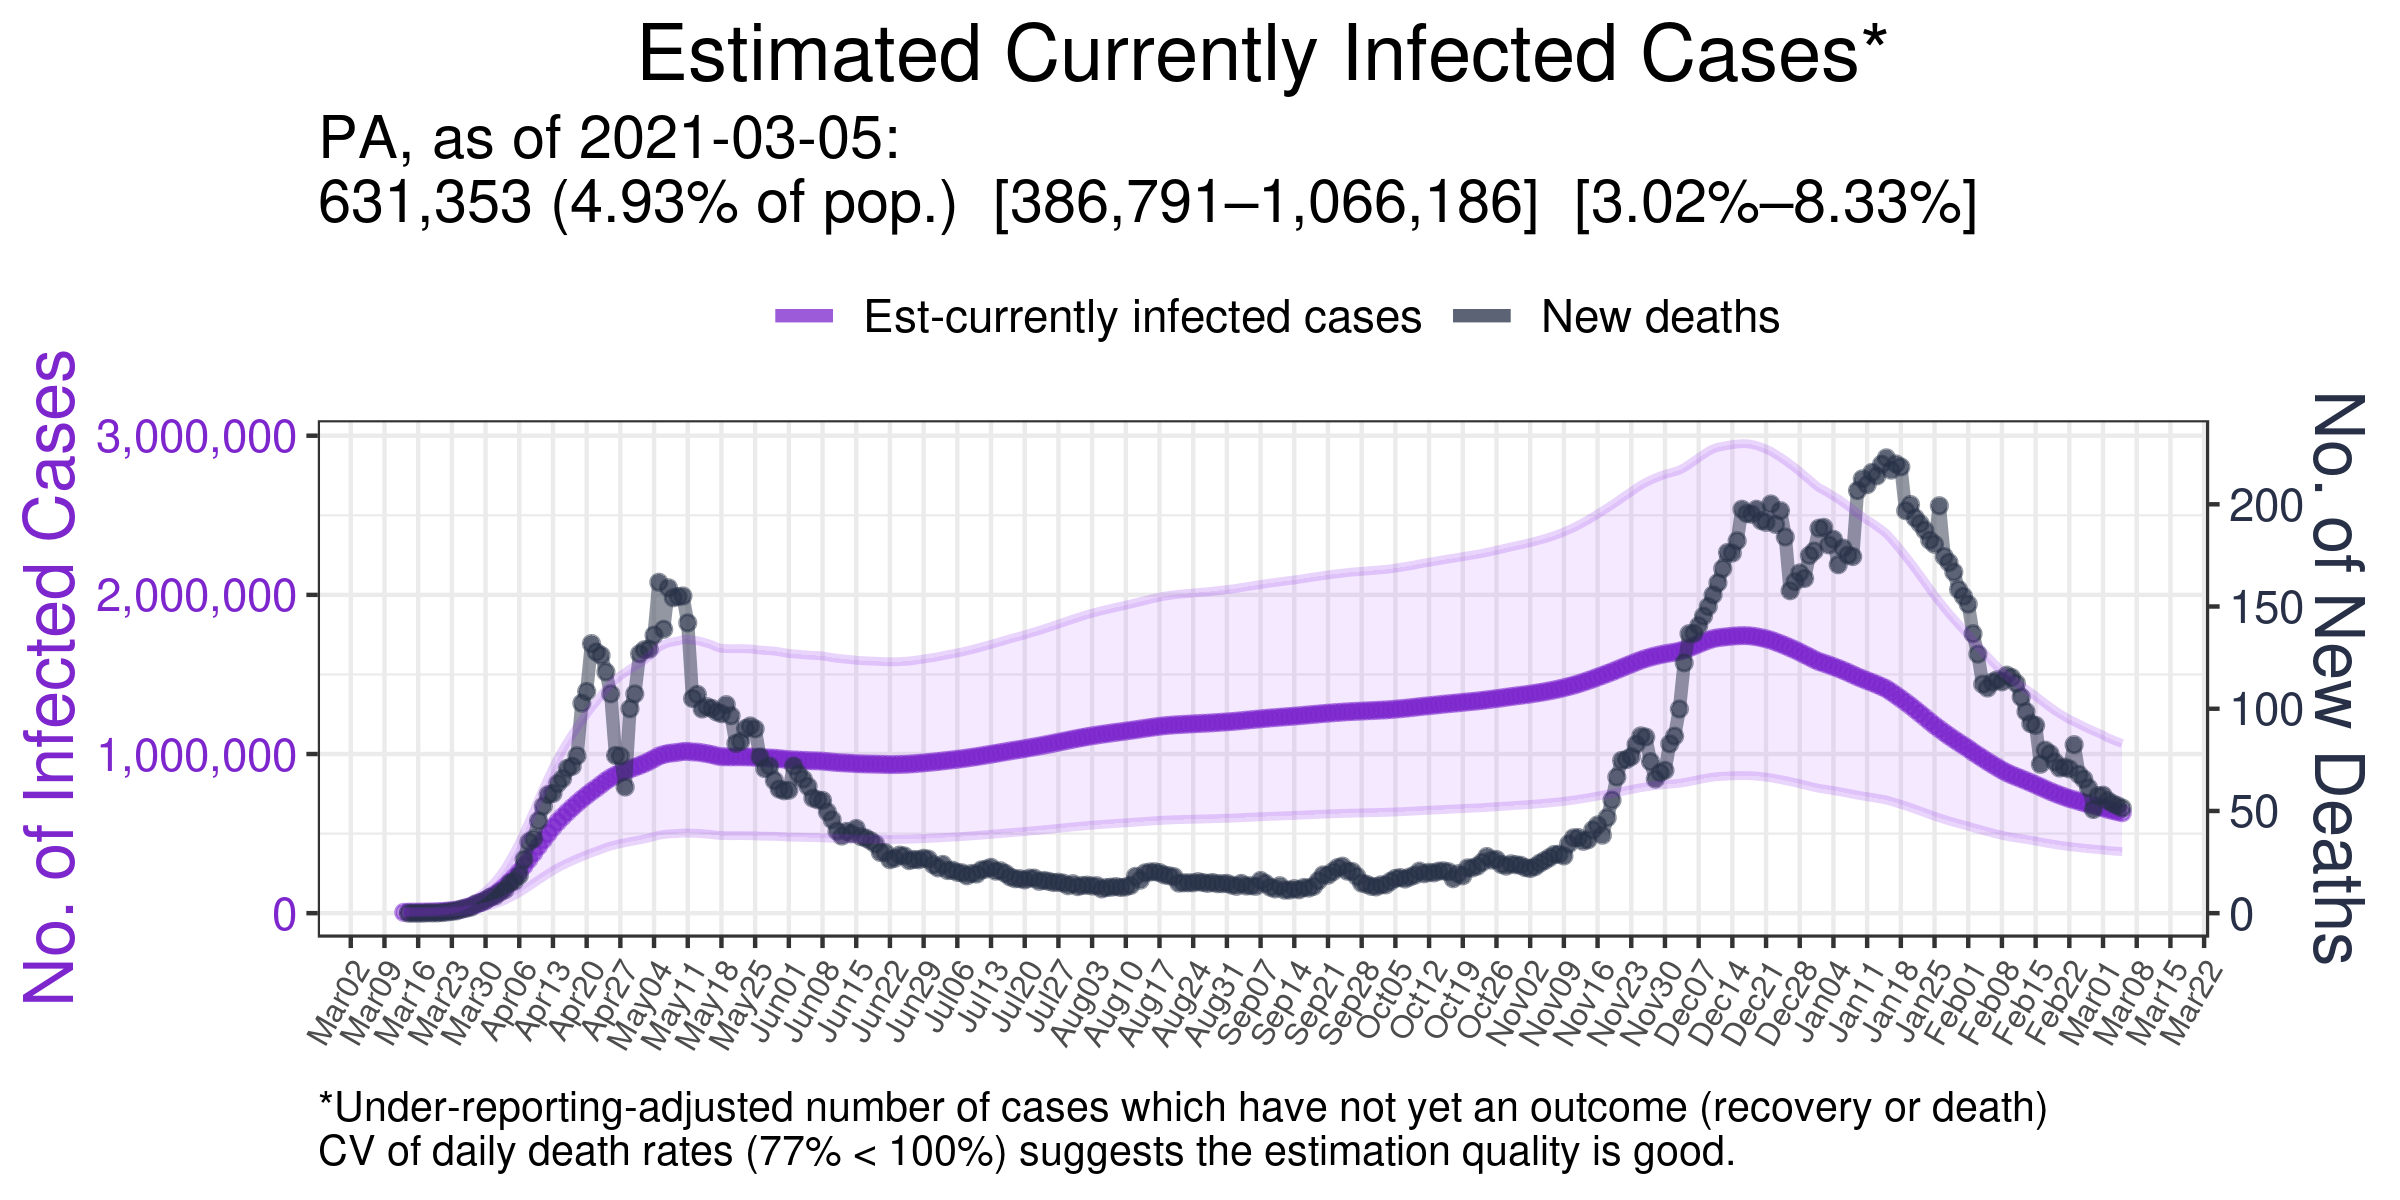 Estimated Currently Infected Cases*
PA, as of 2021-03-05:
631,353 (4.93% of pop.) [386,791–1,066,186] [3.02%–8.33%]
Est-currently infected cases New deaths
No. of Infected Cases
3,000,000
2,000,000
1,000,000
0
200
150
100
50
0
No. of New Deaths
Mar02 Mar09 Mar16 Mar23 Mar30 Apr06 Apr13 Apr20 Apr27 May04 May11 May18 May25 Jun01 Jun08 Jun15 Jun22 Jun29 Jul06 Jul13 Jul20 Jul27 Aug03 Aug10 Aug17 Aug24 Aug31 Sep07 Sep14 Sep21 Sep28 Oct05 Oct12 Oct19 Oct26 Nov02 Nov09 Nov16 Nov23 Nov30 Dec07 Dec14 Dec21 Dec28 Jan04 Jan11 Jan18 Jan25 Feb01 Feb08 Feb15 Feb22 Mar01 Mar08 Mar15 Mar22
*Under-reporting-adjusted number of cases which have not yet an outcome (recovery or death)
CV of daily death rates (77% < 100%) suggests the estimation quality is good.